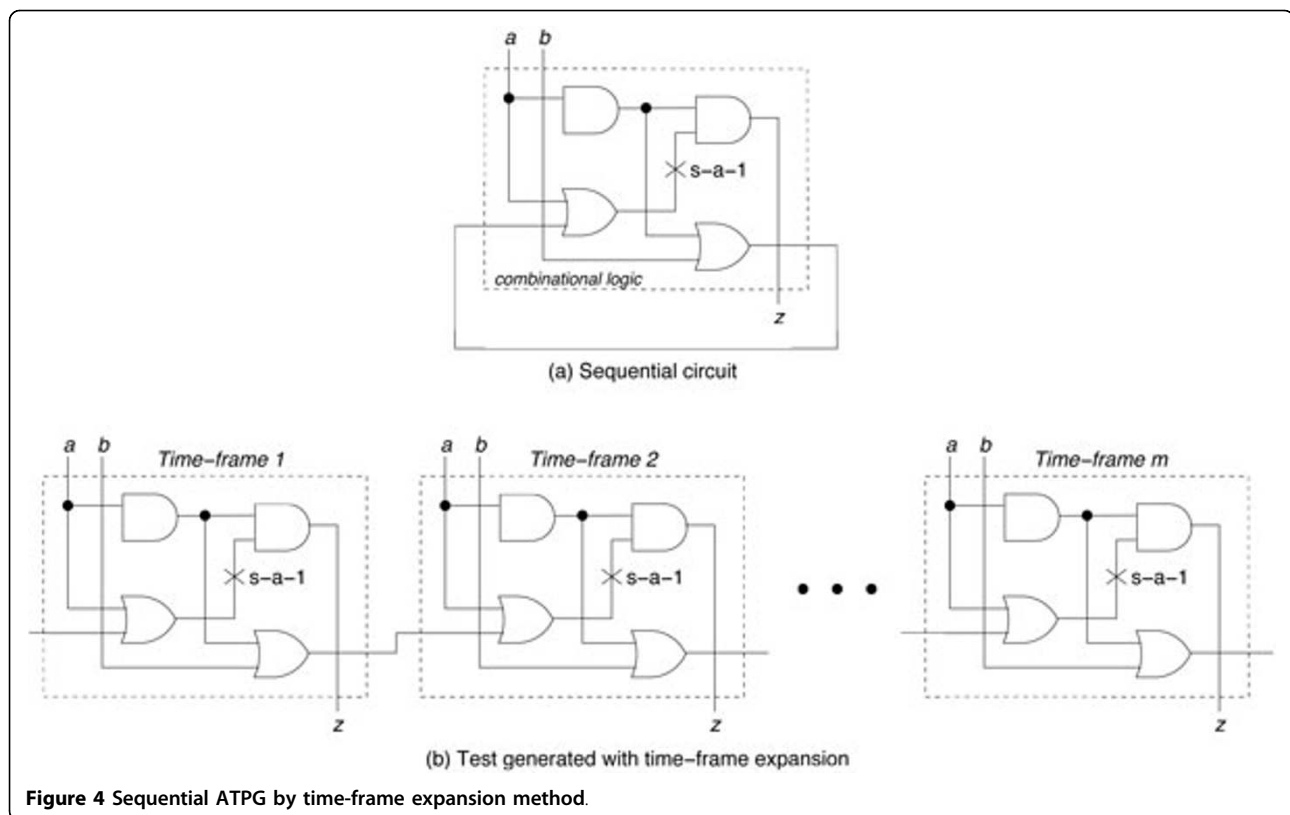 a b
s-a-1
combinational logic
z
(a) Sequential circuit
a b Time-frame 1
a b Time-frame 2
a b Time-frame m
s-a-1
s-a-1
s-a-1
z
z
z
(b) Test generated with time-frame expansion
Figure 4 Sequential ATPG by time-frame expansion method.